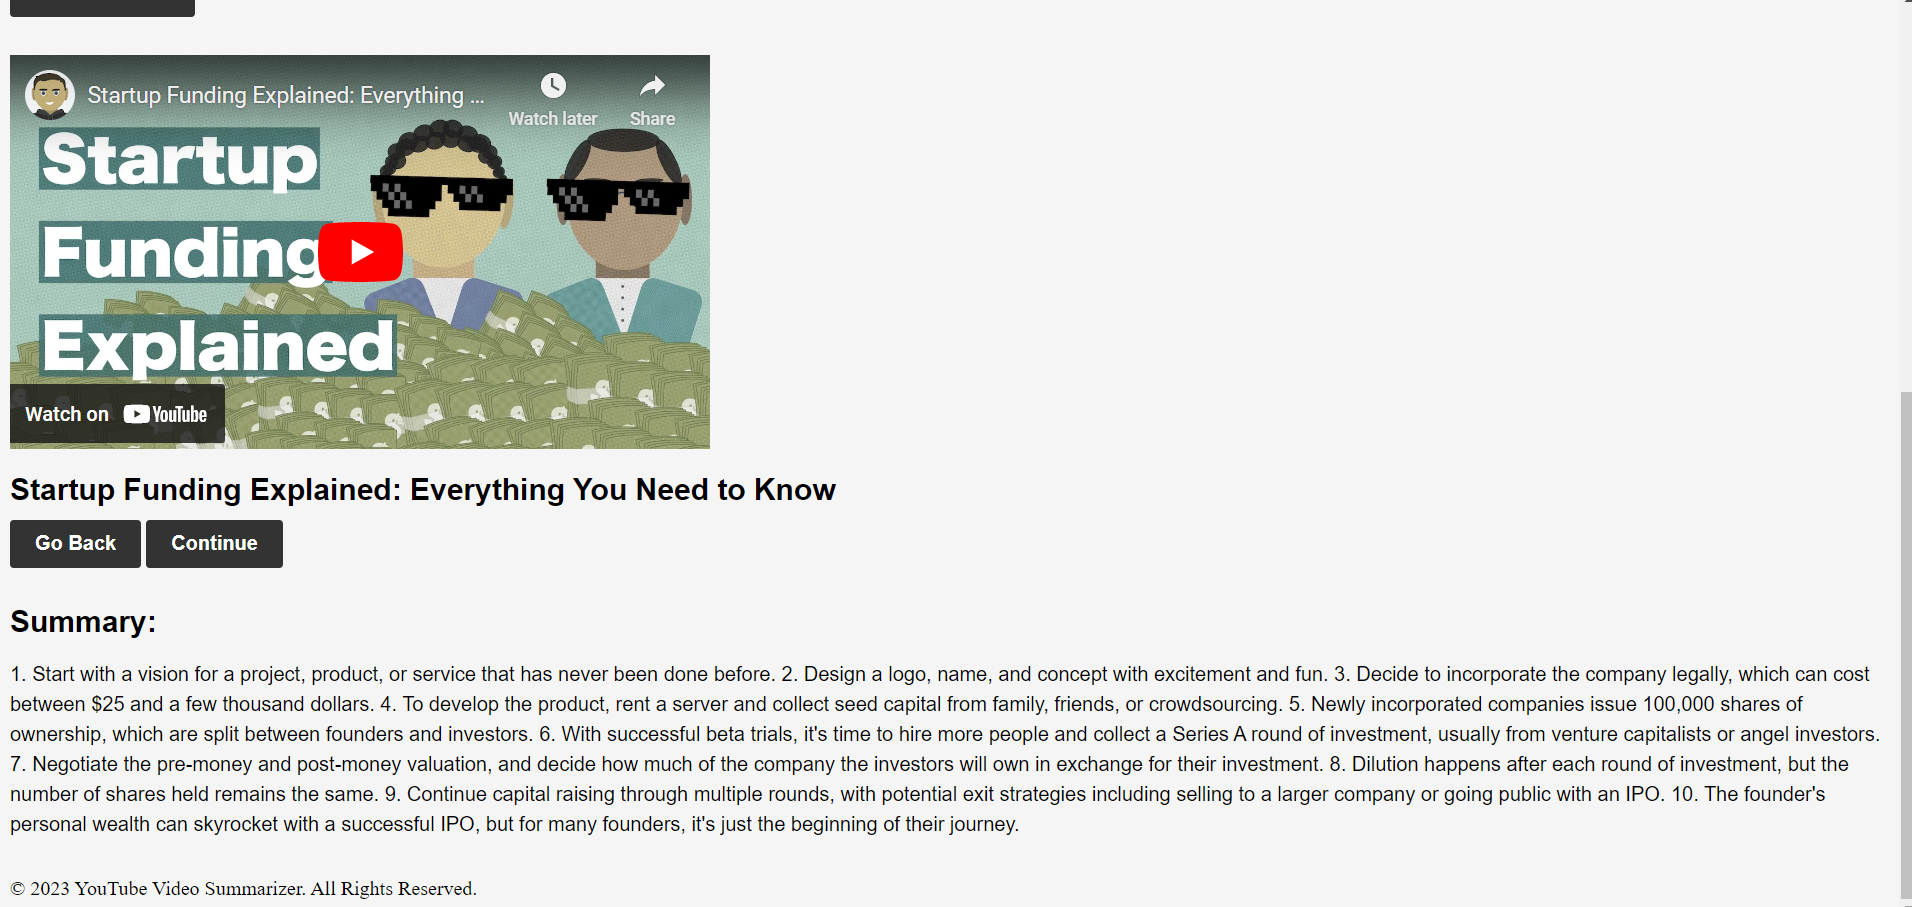 Startup Funding Explained: Everything ...
Watch later
Share
Startup
Funding
Explained
Watch on YouTube
Startup Funding Explained: Everything You Need to Know
Go Back
Continue
Summary:
1. Start with a vision for a project, product, or service that has never been done before. 2. Design a logo, name, and concept with excitement and fun. 3. Decide to incorporate the company legally, which can cost
between $25 and a few thousand dollars. 4. To develop the product, rent a server and collect seed capital from family, friends, or crowdsourcing. 5. Newly incorporated companies issue 100,000 shares of
ownership, which are split between founders and investors. 6. With successful beta trials, it's time to hire more people and collect a Series A round of investment, usually from venture capitalists or angel investors.
7. Negotiate the pre-money and post-money valuation, and decide how much of the company the investors will own in exchange for their investment. 8. Dilution happens after each round of investment, but the
number of shares held remains the same. 9. Continue capital raising through multiple rounds, with potential exit strategies including selling to a larger company or going public with an IPO. 10. The founder's
personal wealth can skyrocket with a successful IPO, but for many founders, it's just the beginning of their journey.
© 2023 YouTube Video Summarizer. All Rights Reserved.